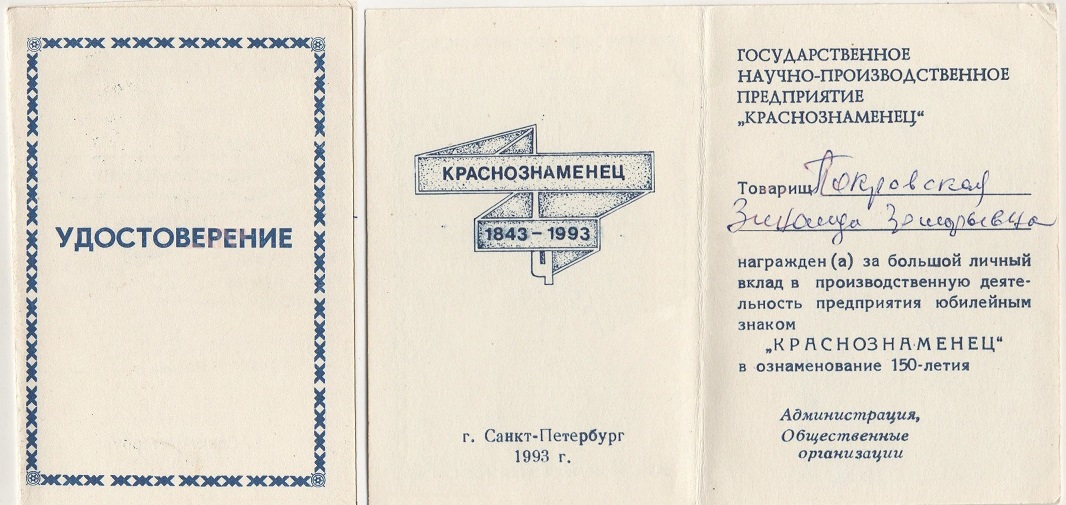 УДОСТОВЕРЕНИЕ
КРАСНОЗНАМЕНЕЦ
1843-1993
г. Санкт-Петербург
1993 г.
ГОСУДАРСТВЕННОЕ
НАУЧНО-ПРОИЗВОДСТВЕННОЕ
ПРЕДПРИЯТИЕ
„КРАСНОЗНАМЕНЕЦ“
Товарищ Покровская
Зинаида
награжден (а) за большой личный
вклад в производственную деяте-
льность предприятия юбилейным
знаком
„КРАСНОЗНАМЕНЕЦ“
в ознаменование 150-летия
Администрация,
Общественные
организации